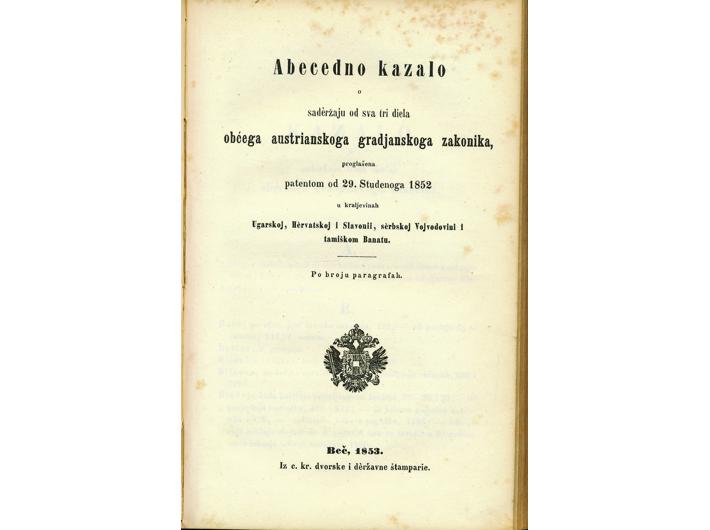 Abecedno kazalo
o
sadèržaju od sva tri diela
obćega austrianskoga gradjanskoga zakonika,
proglašena
patentom od 29. Studenoga 1852
u kraljevinah
Ugarskoj, Hèrvatskoj i Slavonii, sèrbskoj Vojvodovini i
tamiškom Banatu.
Po broju paragrafah.
Beč, 1853.
Iz c. kr. dvorske i dèržavne štamparie.